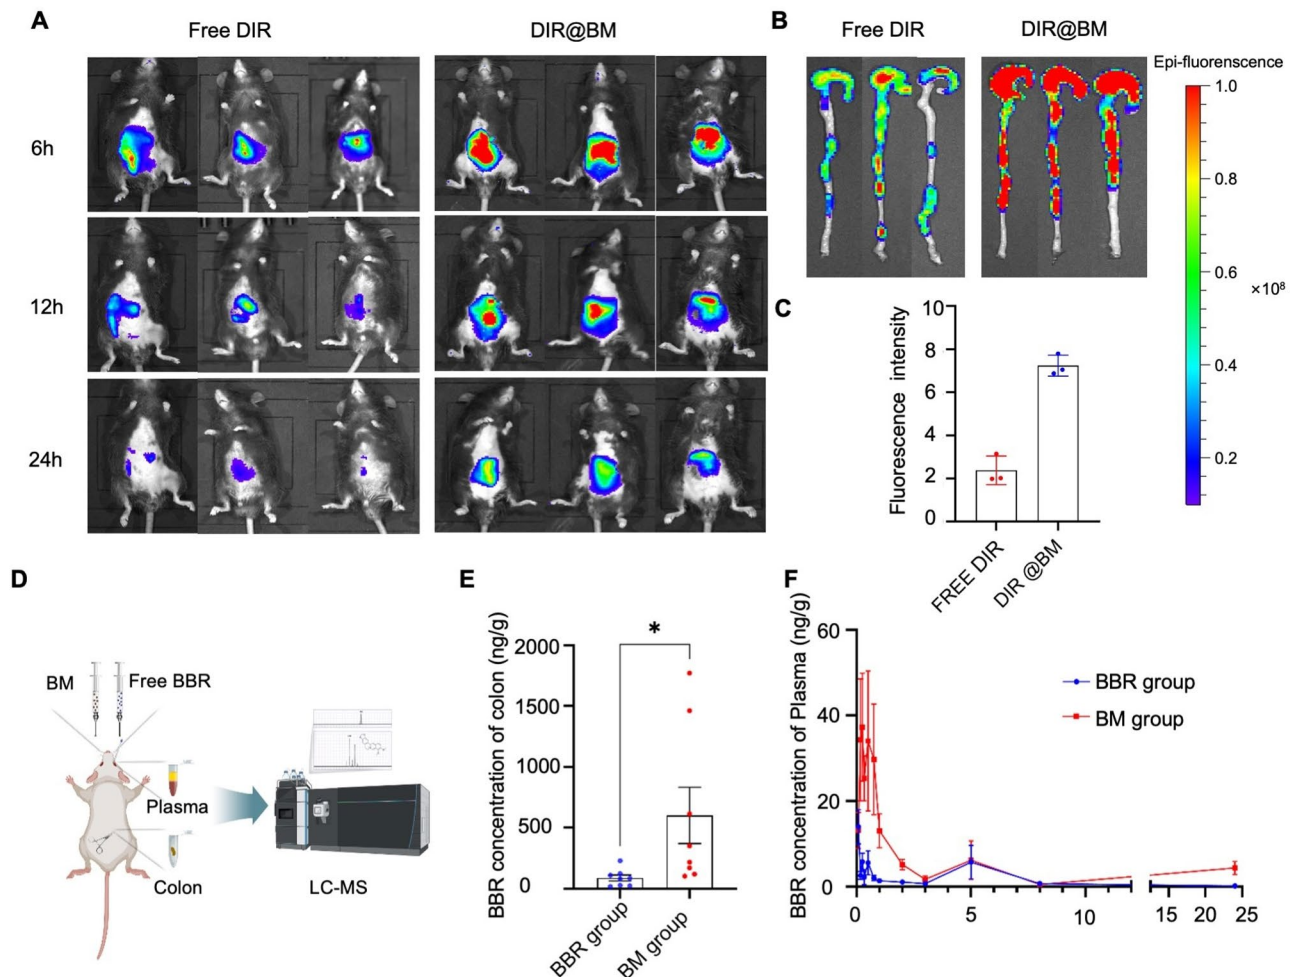 A
Free DIR
DIR@BM
6h
12h
24h
B
Free DIR
DIR@BM
Epi-fluorenscence
1.0
0.8
0.6
×10⁸
0.4
0.2
C
Fluorescence intensity
10
8
6
4
2
0
FREE DIR
DIR @BM
D
BM
Free BBR
Plasma
Colon
LC-MS
E
BBR concentration of colon (ng/g)
2000
1500
1000
500
0
*
BBR group
BM group
F
BBR concentration of Plasma (ng/g)
60
40
20
0
BBR group
BM group
0
5
10
15
20
25